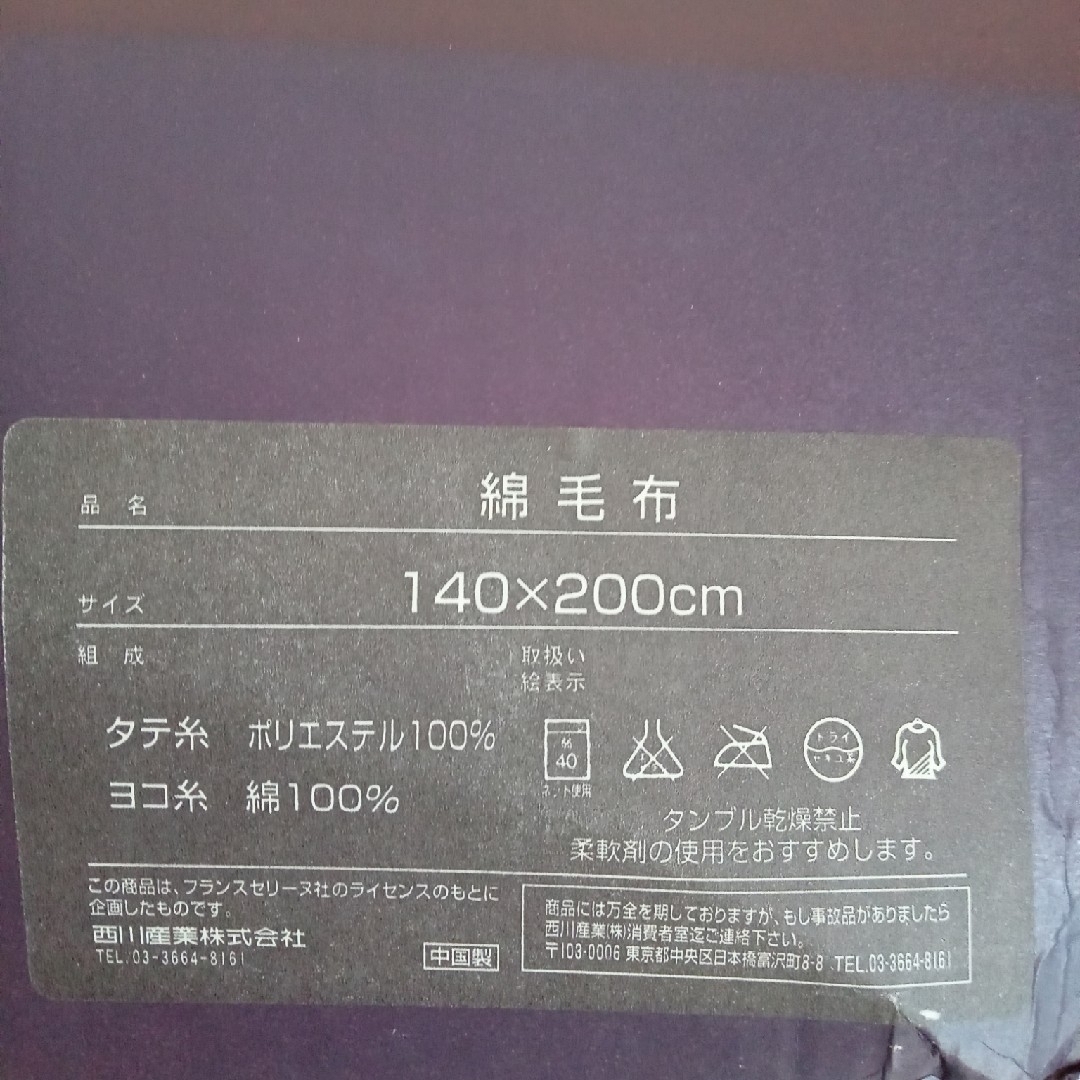 品 名 綿毛布
サイズ 140×200cm
組 成
取扱い
絵表示
タテ糸 ポリエステル100%
ヨコ糸 綿100%
40
ネット使用
ドライ
セキユ系
タンブル乾燥禁止
柔軟剤の使用をおすすめします。
この商品は、フランスセリーヌ社のライセンスのもとに
企画したものです。
西川産業株式会社
TEL.03-3664-8161
中国製
商品には万全を期しておりますが、もし事故品がありましたら
西川産業(株)消費者室迄ご連絡下さい。
〒103-0006 東京都中央区日本橋富沢町8-8 TEL.03-3664-8161